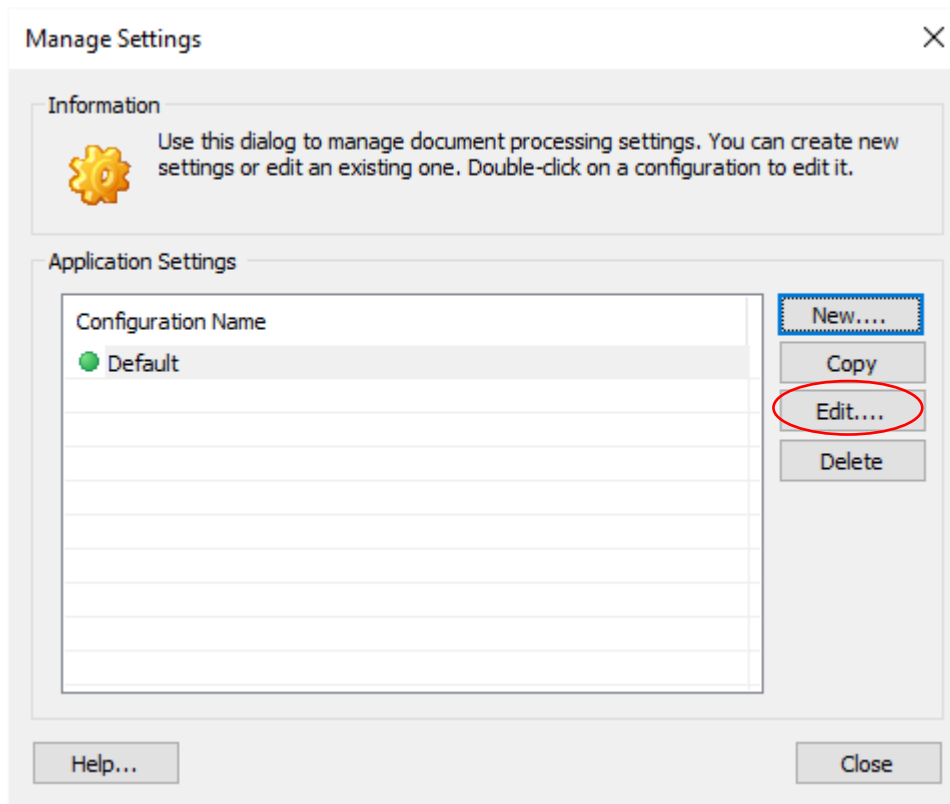 Manage Settings
Information
Use this dialog to manage document processing settings. You can create new
settings or edit an existing one. Double-click on a configuration to edit it.
Application Settings
Configuration Name
Default
New....
Copy
Edit....
Delete
Help...
Close